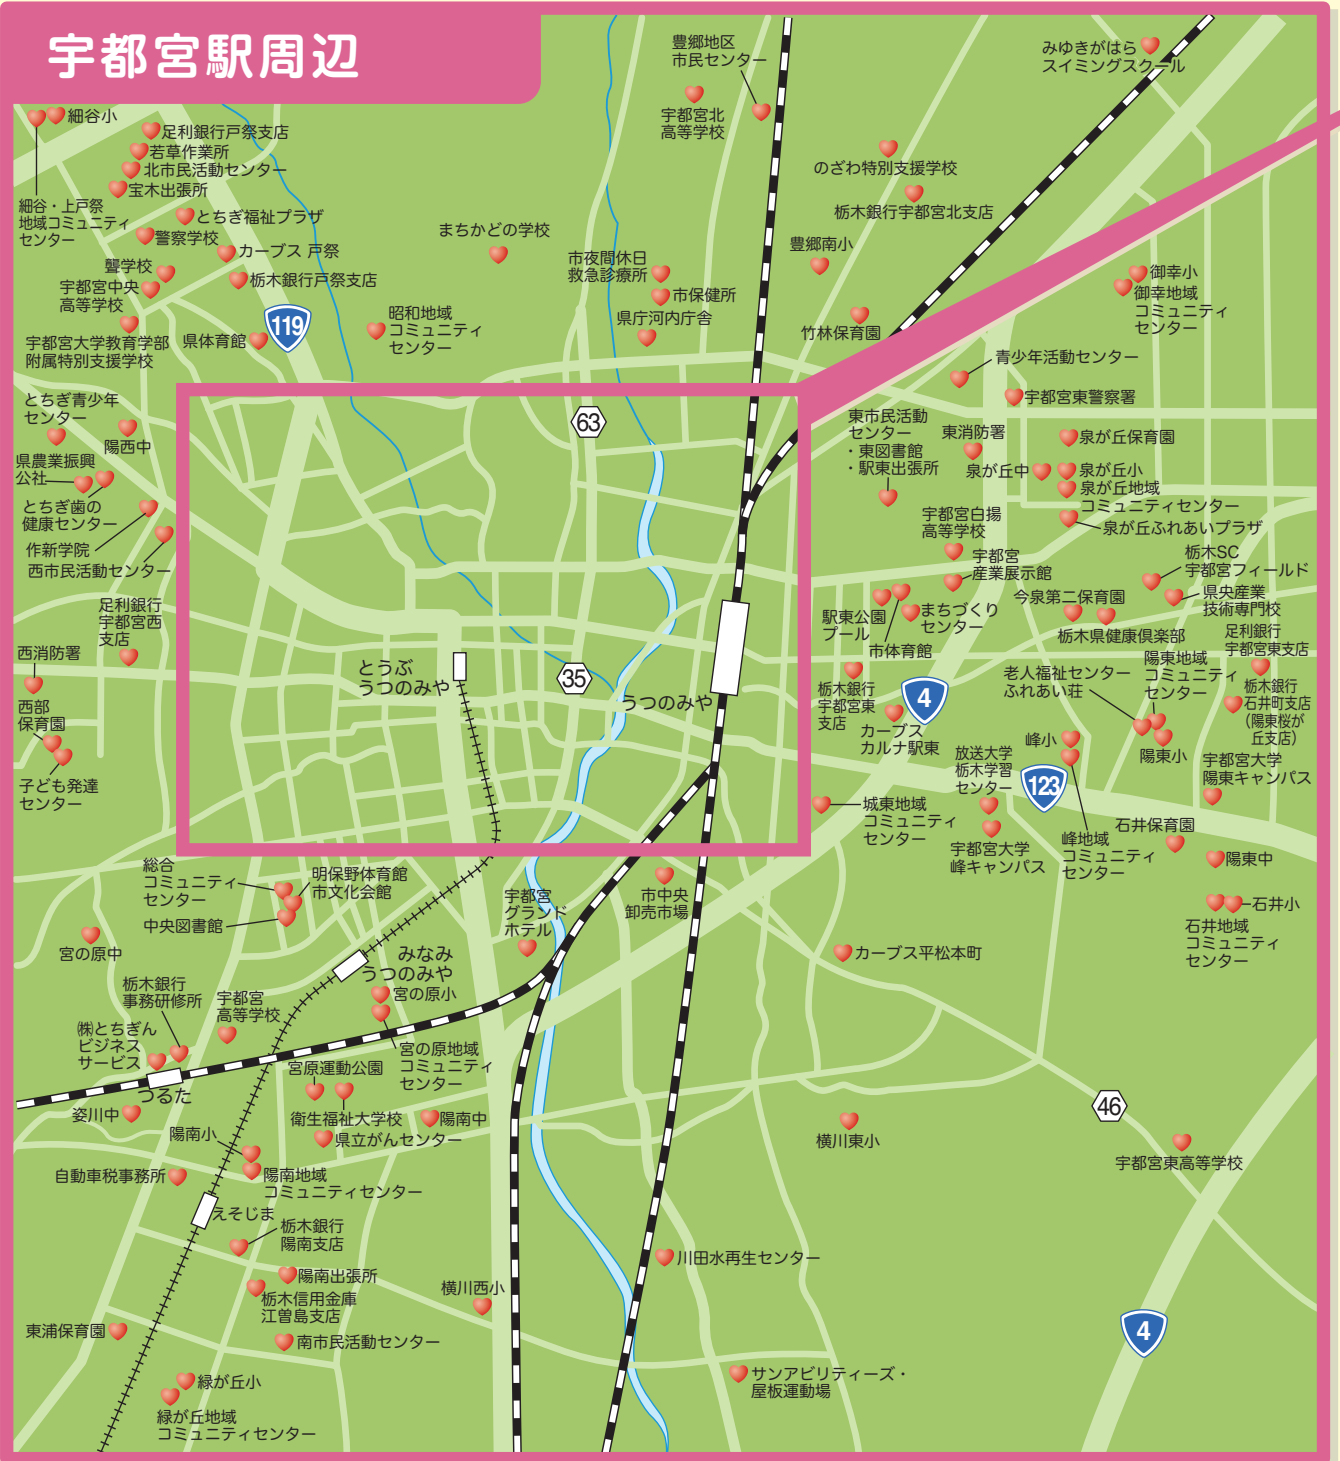 宇都宮駅周辺
豊郷地区
市民センター
みゆきがはら
スイミングスクール
宇都宮北
高等学校
細谷小
足利銀行戸祭支店
若草作業所
北市民活動センター
宝木出張所
細谷・上戸祭
地域コミュニティ
センター
とちぎ福祉プラザ
警察学校
カーブス 戸祭
聾学校
宇都宮中央
高等学校
栃木銀行戸祭支店
宇都宮大学教育学部
附属特別支援学校
県体育館
119
昭和地域
コミュニティ
センター
まちかどの学校
市夜間休日
救急診療所
市保健所
県庁河内庁舎
のざわ特別支援学校
栃木銀行宇都宮北支店
豊郷南小
竹林保育園
御幸小
御幸地域
コミュニティ
センター
青少年活動センター
宇都宮東警察署
とちぎ青少年
センター
陽西中
県農業振興
公社
とちぎ歯の
健康センター
作新学院
西市民活動センター
63
東市民活動
センター
・東図書館
・駅東出張所
東消防署
泉が丘保育園
泉が丘中
泉が丘小
泉が丘地域
コミュニティセンター
泉が丘ふれあいプラザ
宇都宮白揚
高等学校
宇都宮
産業展示館
栃木SC
宇都宮フィールド
県央産業
技術専門校
今泉第二保育園
栃木県健康倶楽部
駅東公園
プール
まちづくり
センター
市体育館
足利銀行
宇都宮西
支店
西消防署
西部
保育園
子ども発達
センター
とうぶ
うつのみや
35
うつのみや
栃木銀行
宇都宮東
支店
カーブス
カルナ駅東
4
老人福祉センター
ふれあい荘
陽東地域
コミュニティ
センター
足利銀行
宇都宮東支店
栃木銀行
石井町支店
(陽東桜が
丘支店)
陽東小
峰小
放送大学
栃木学習
センター
123
宇都宮大学
陽東キャンパス
城東地域
コミュニティ
センター
宇都宮大学
峰キャンパス
峰地域
コミュニティ
センター
石井保育園
陽東中
石井小
石井地域
コミュニティ
センター
総合
コミュニティ
センター
明保野体育館
市文化会館
中央図書館
宮の原中
宇都宮
グランド
ホテル
市中央
卸売市場
カーブス平松本町
みなみ
うつのみや
宮の原小
栃木銀行
事務研修所
宇都宮
高等学校
㈱とちぎん
ビジネス
サービス
宮の原地域
コミュニティ
センター
宮原運動公園
つるた
姿川中
衛生福祉大学校
陽南中
県立がんセンター
陽南小
46
横川東小
宇都宮東高等学校
自動車税事務所
陽南地域
コミュニティセンター
えそじま
栃木銀行
陽南支店
陽南出張所
栃木信用金庫
江曽島支店
川田水再生センター
横川西小
東浦保育園
南市民活動センター
4
サンアビリティーズ・
屋板運動場
緑が丘小
緑が丘地域
コミュニティセンター